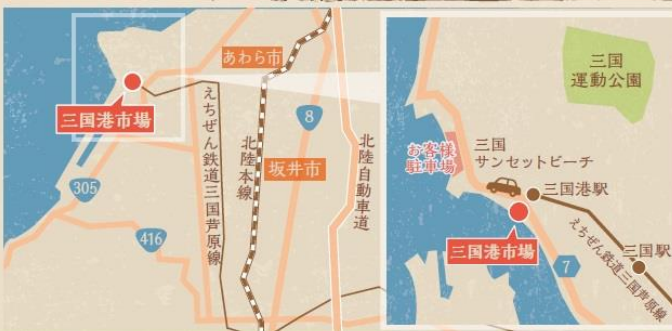 あわら市
三国港市場
えちぜん鉄道三国芦原線
北陸本線
8
坂井市
北陸自動車道
305
416
三国
運動公園
お客様
駐車場
三国
サンセットビーチ
三国港駅
三国港市場
えちぜん鉄道三国芦原線
三国駅
7